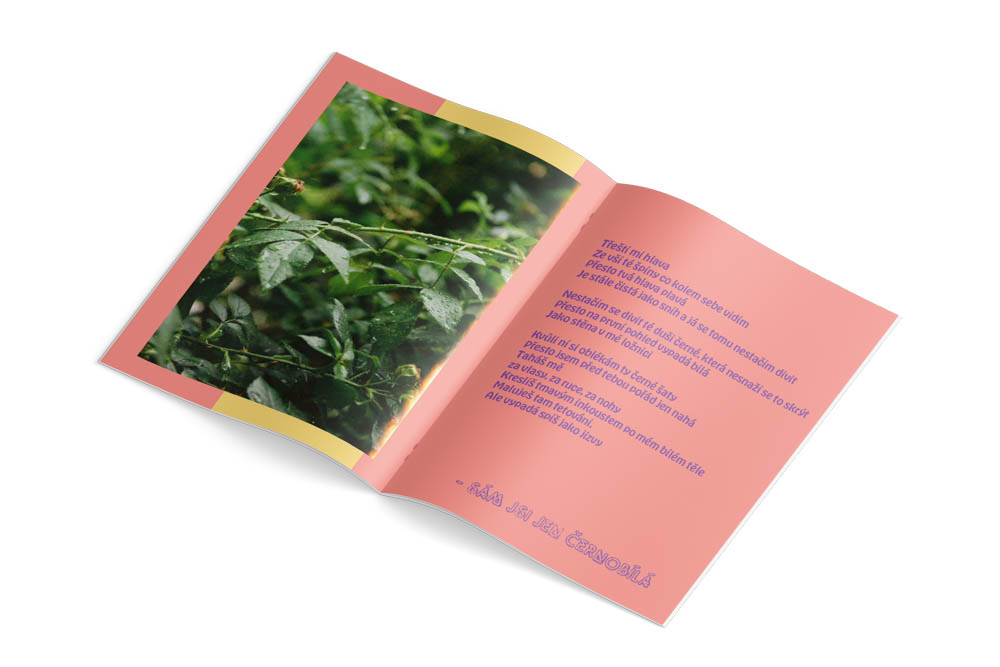 Třeští mi hlava
Ze vší té špíny co kolem sebe vidím
Přesto tvá hlava plavá
Je stále čistá jako sníh a já se tomu nestačím divit
Nestačím se divit té duši černé, která nesnaží se to skrýt
Přesto na první pohled vypadá bílá
Jako stěna v mé ložnici
Kvůli ní si oblékám ty černé šaty
Přesto jsem před tebou pořád jen nahá
Taháš mě
za vlasy, za ruce, za nohy
Kreslíš tmavým inkoustem po mém bílém těle
Maluješ tam tetování,
Ale vypadá spíš jako jizvy
- SÁM JSI JEN ČERNOBÍLÁ